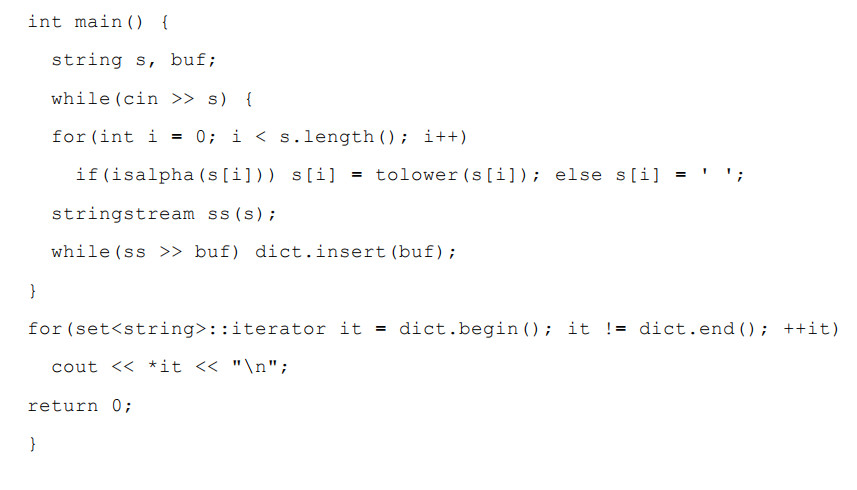 int main() {
string s, buf;
while(cin >> s) {
for(int i = 0; i < s.length(); i++)
if(isalpha(s[i])) s[i] = tolower(s[i]); else s[i] = ' ';
stringstream ss(s);
while(ss >> buf) dict.insert(buf);
}
for(set<string>::iterator it = dict.begin(); it != dict.end(); ++it)
cout << *it << "\n";
return 0;
}